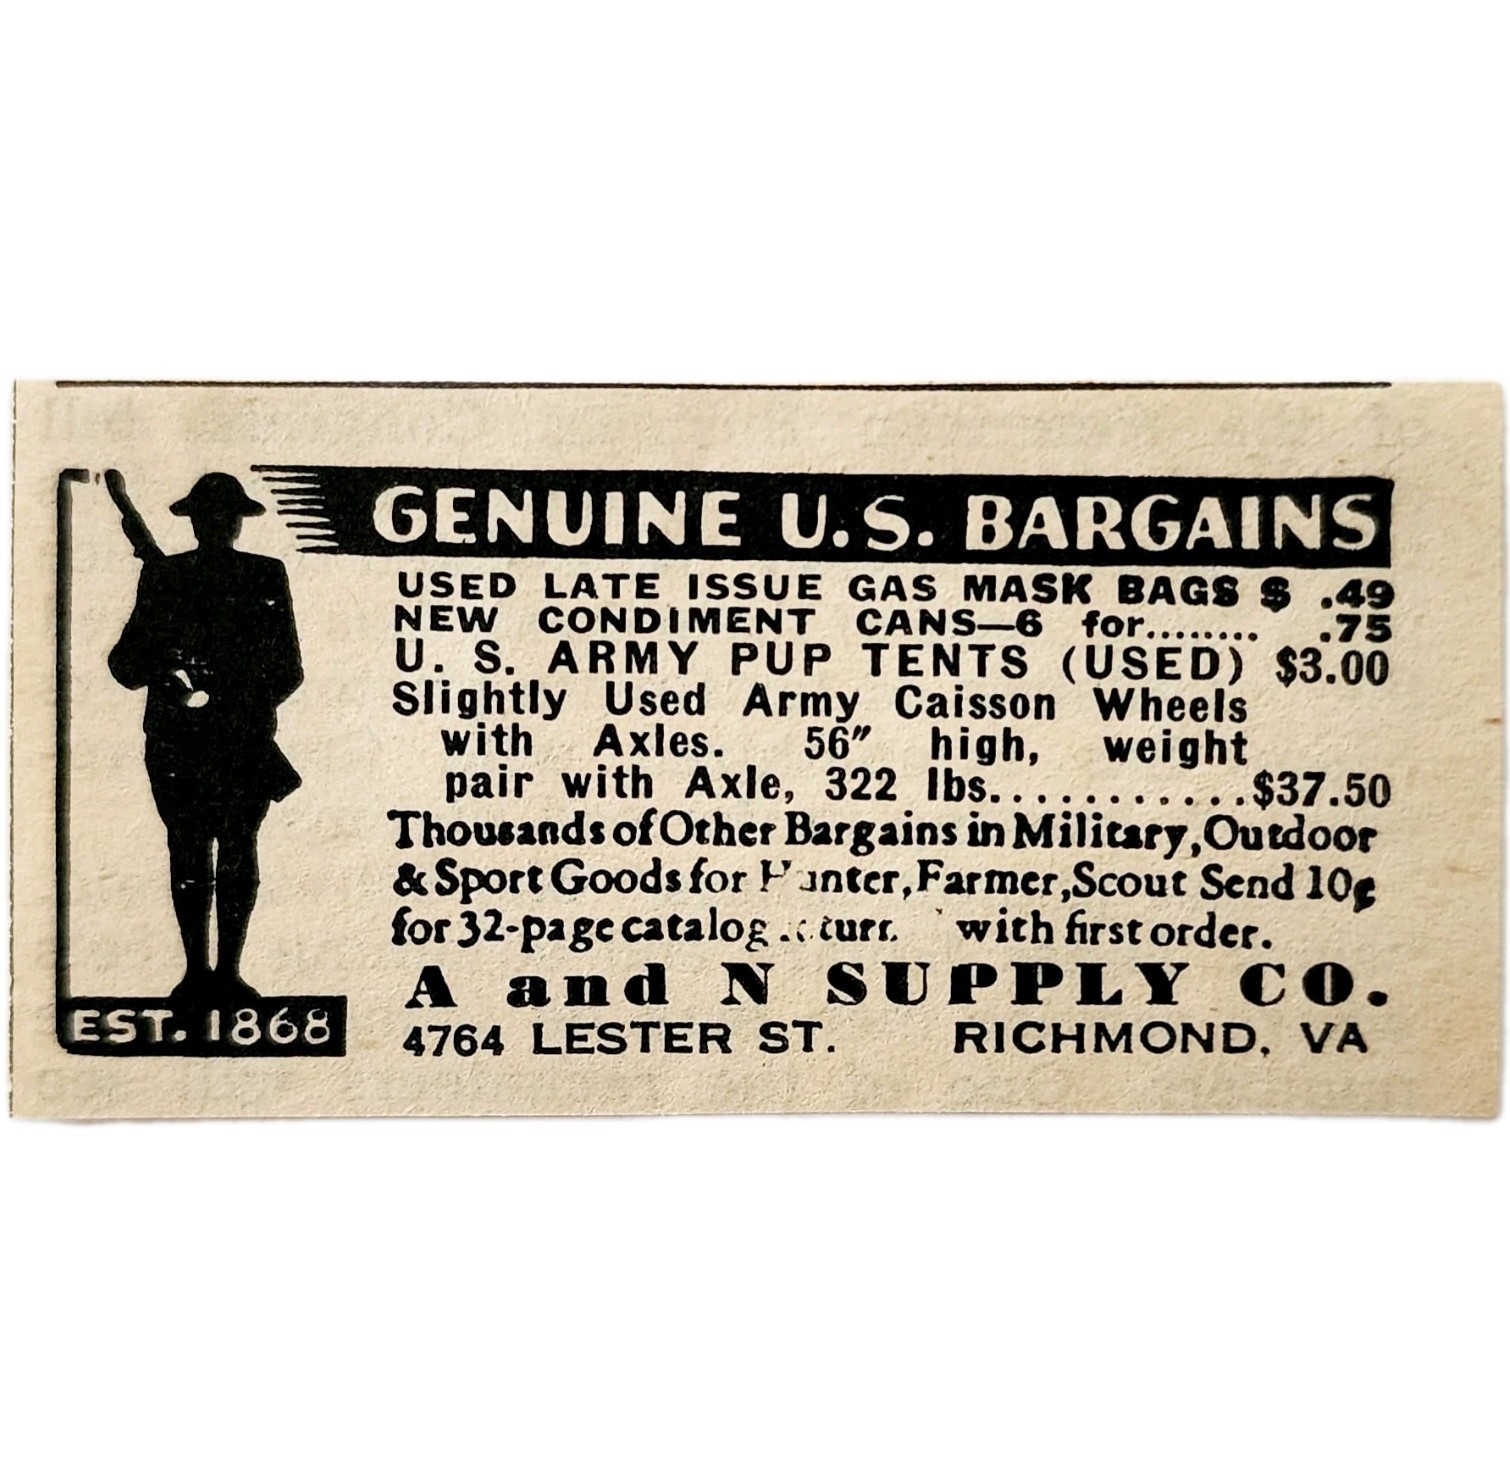 GENUINE U.S. BARGAINS
USED LATE ISSUE GAS MASK BAGS $ .49
NEW CONDIMENT CANS—6 for........ .75
U. S. ARMY PUP TENTS (USED) $3.00
Slightly Used Army Caisson Wheels
with Axles. 56″ high, weight
pair with Axle, 322 lbs............$37.50
Thousands of Other Bargains in Military, Outdoor
& Sport Goods for Hunter, Farmer, Scout Send 10¢
for 32-page catalog with first order.
A and N SUPPLY CO.
EST. 1868
4764 LESTER ST. RICHMOND, VA